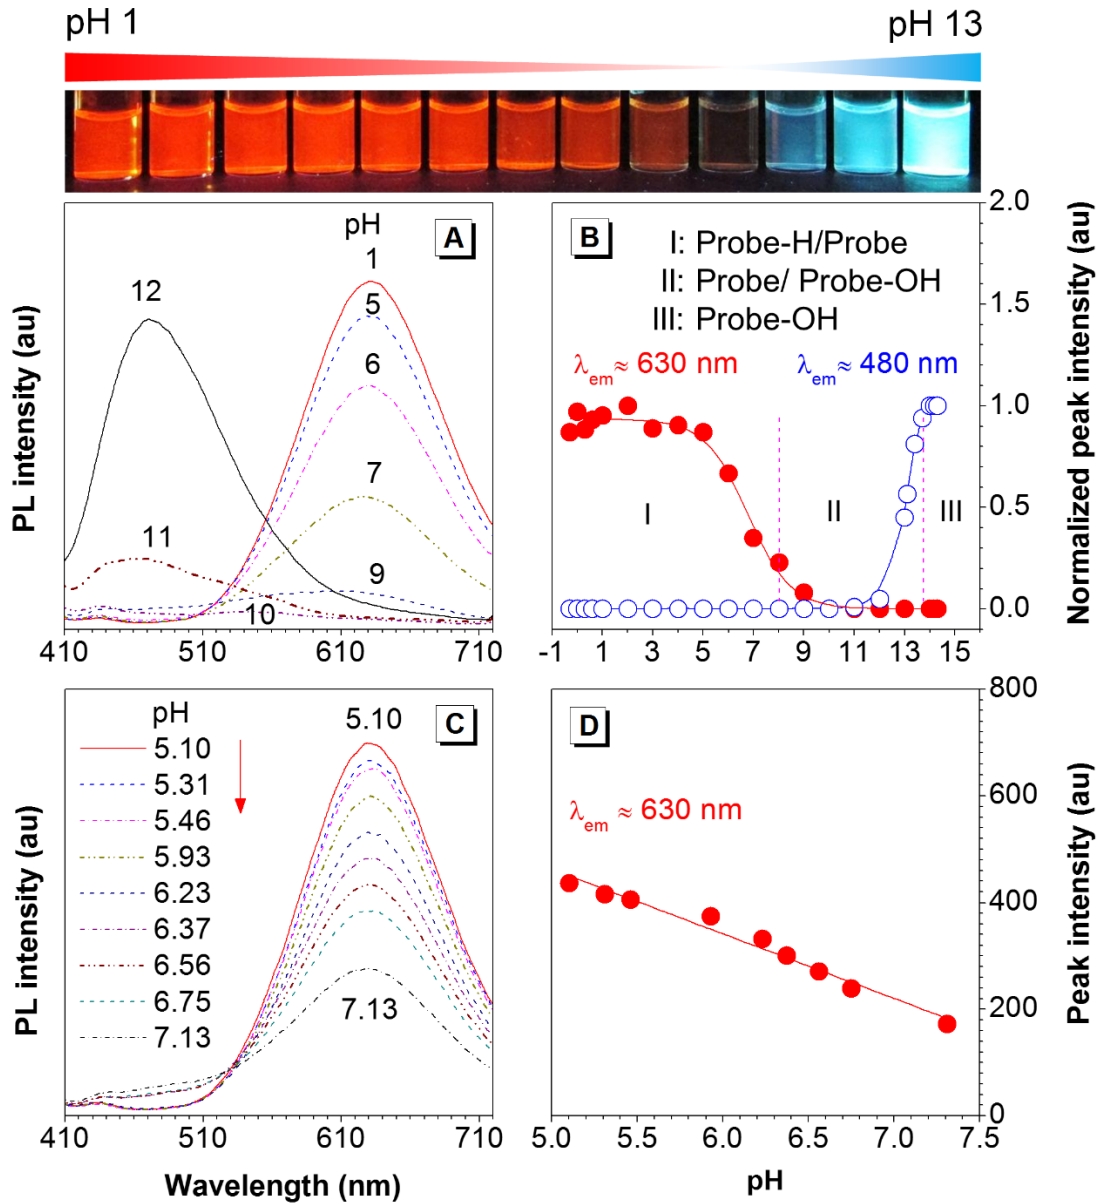 pH 1
pH 13
A
pH
1
5
6
7
9
10
11
12
PL intensity (au)
410 510 610 710
B
I: Probe-H/Probe
II: Probe/ Probe-OH
III: Probe-OH
λem≈ 630 nm
λem≈ 480 nm
I
II
III
2.0
1.5
1.0
0.5
0.0
Normalized peak intensity (au)
-1 1 3 5 7 9 11 13 15
C
pH
5.10
5.31
5.46
5.93
6.23
6.37
6.56
6.75
7.13
5.10
7.13
PL intensity (au)
410 510 610 710
Wavelength (nm)
D
λem ≈ 630 nm
800
600
400
200
0
Peak intensity (au)
5.0 5.5 6.0 6.5 7.0 7.5
pH